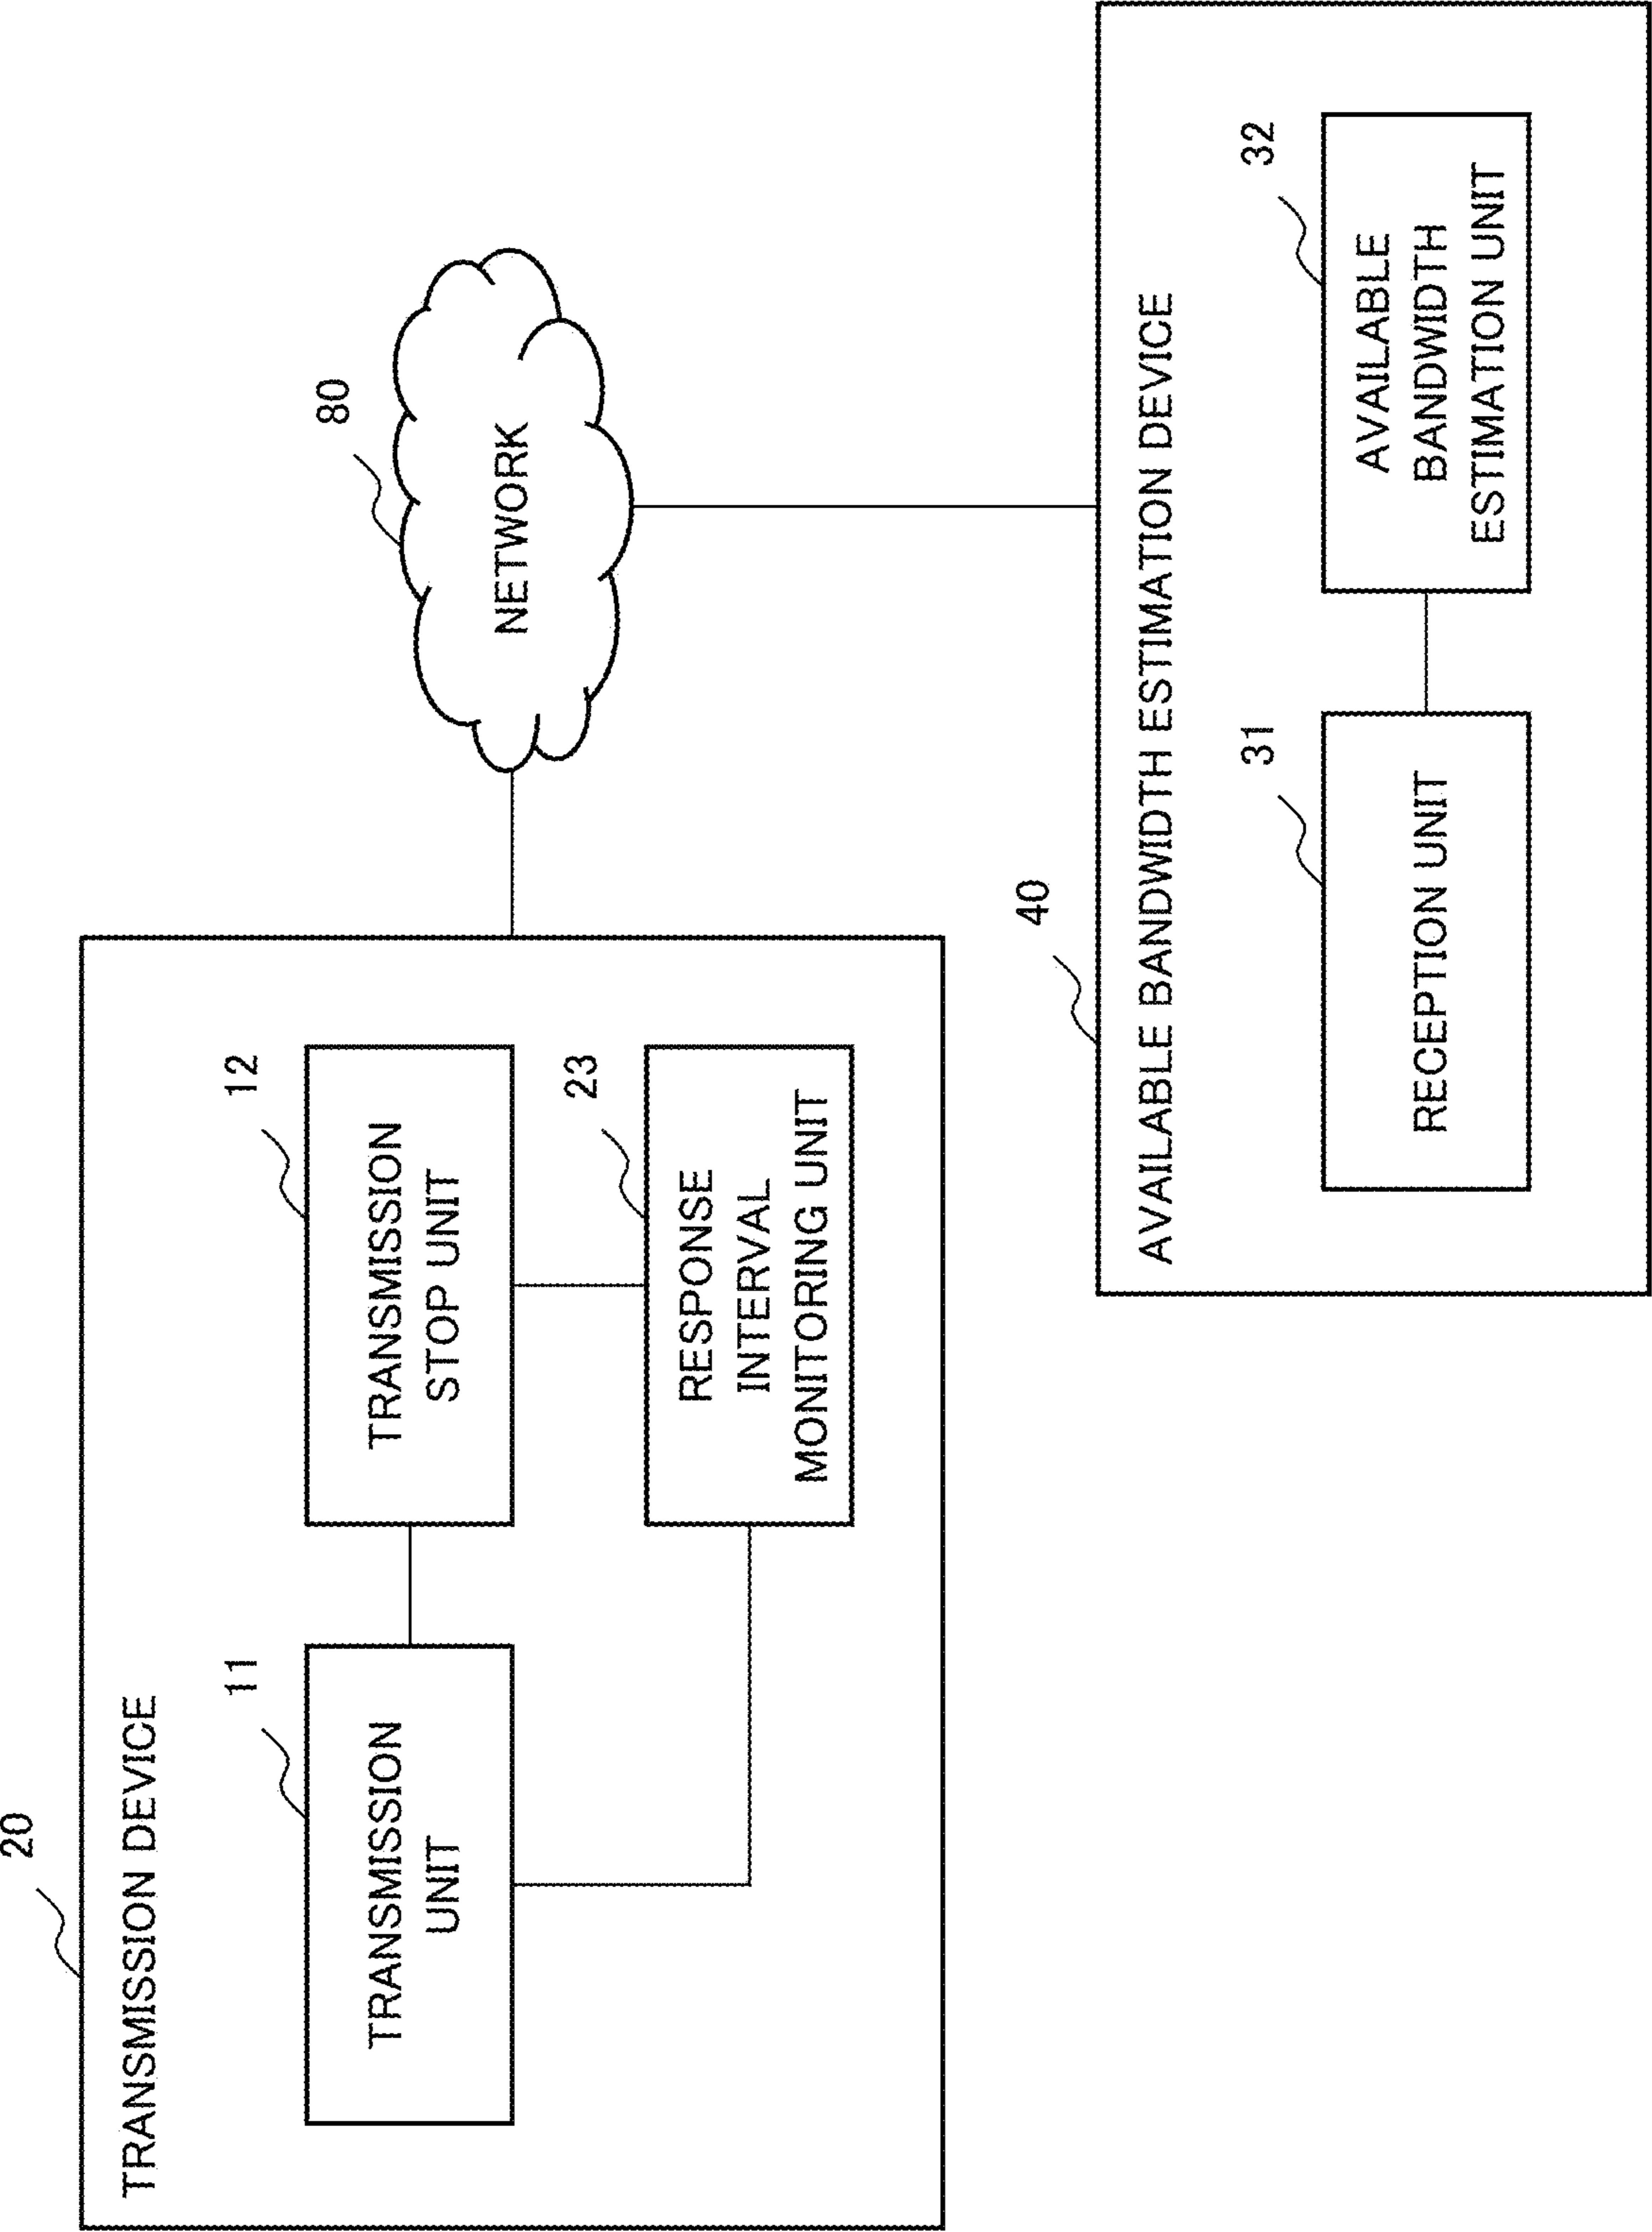 20
TRANSMISSION DEVICE
11
TRANSMISSION
UNIT
12
TRANSMISSION
STOP UNIT
23
RESPONSE
INTERVAL
MONITORING UNIT
80
NETWORK
40
AVAILABLE BANDWIDTH ESTIMATION DEVICE
31
RECEPTION UNIT
32
AVAILABLE
BANDWIDTH
ESTIMATION UNIT